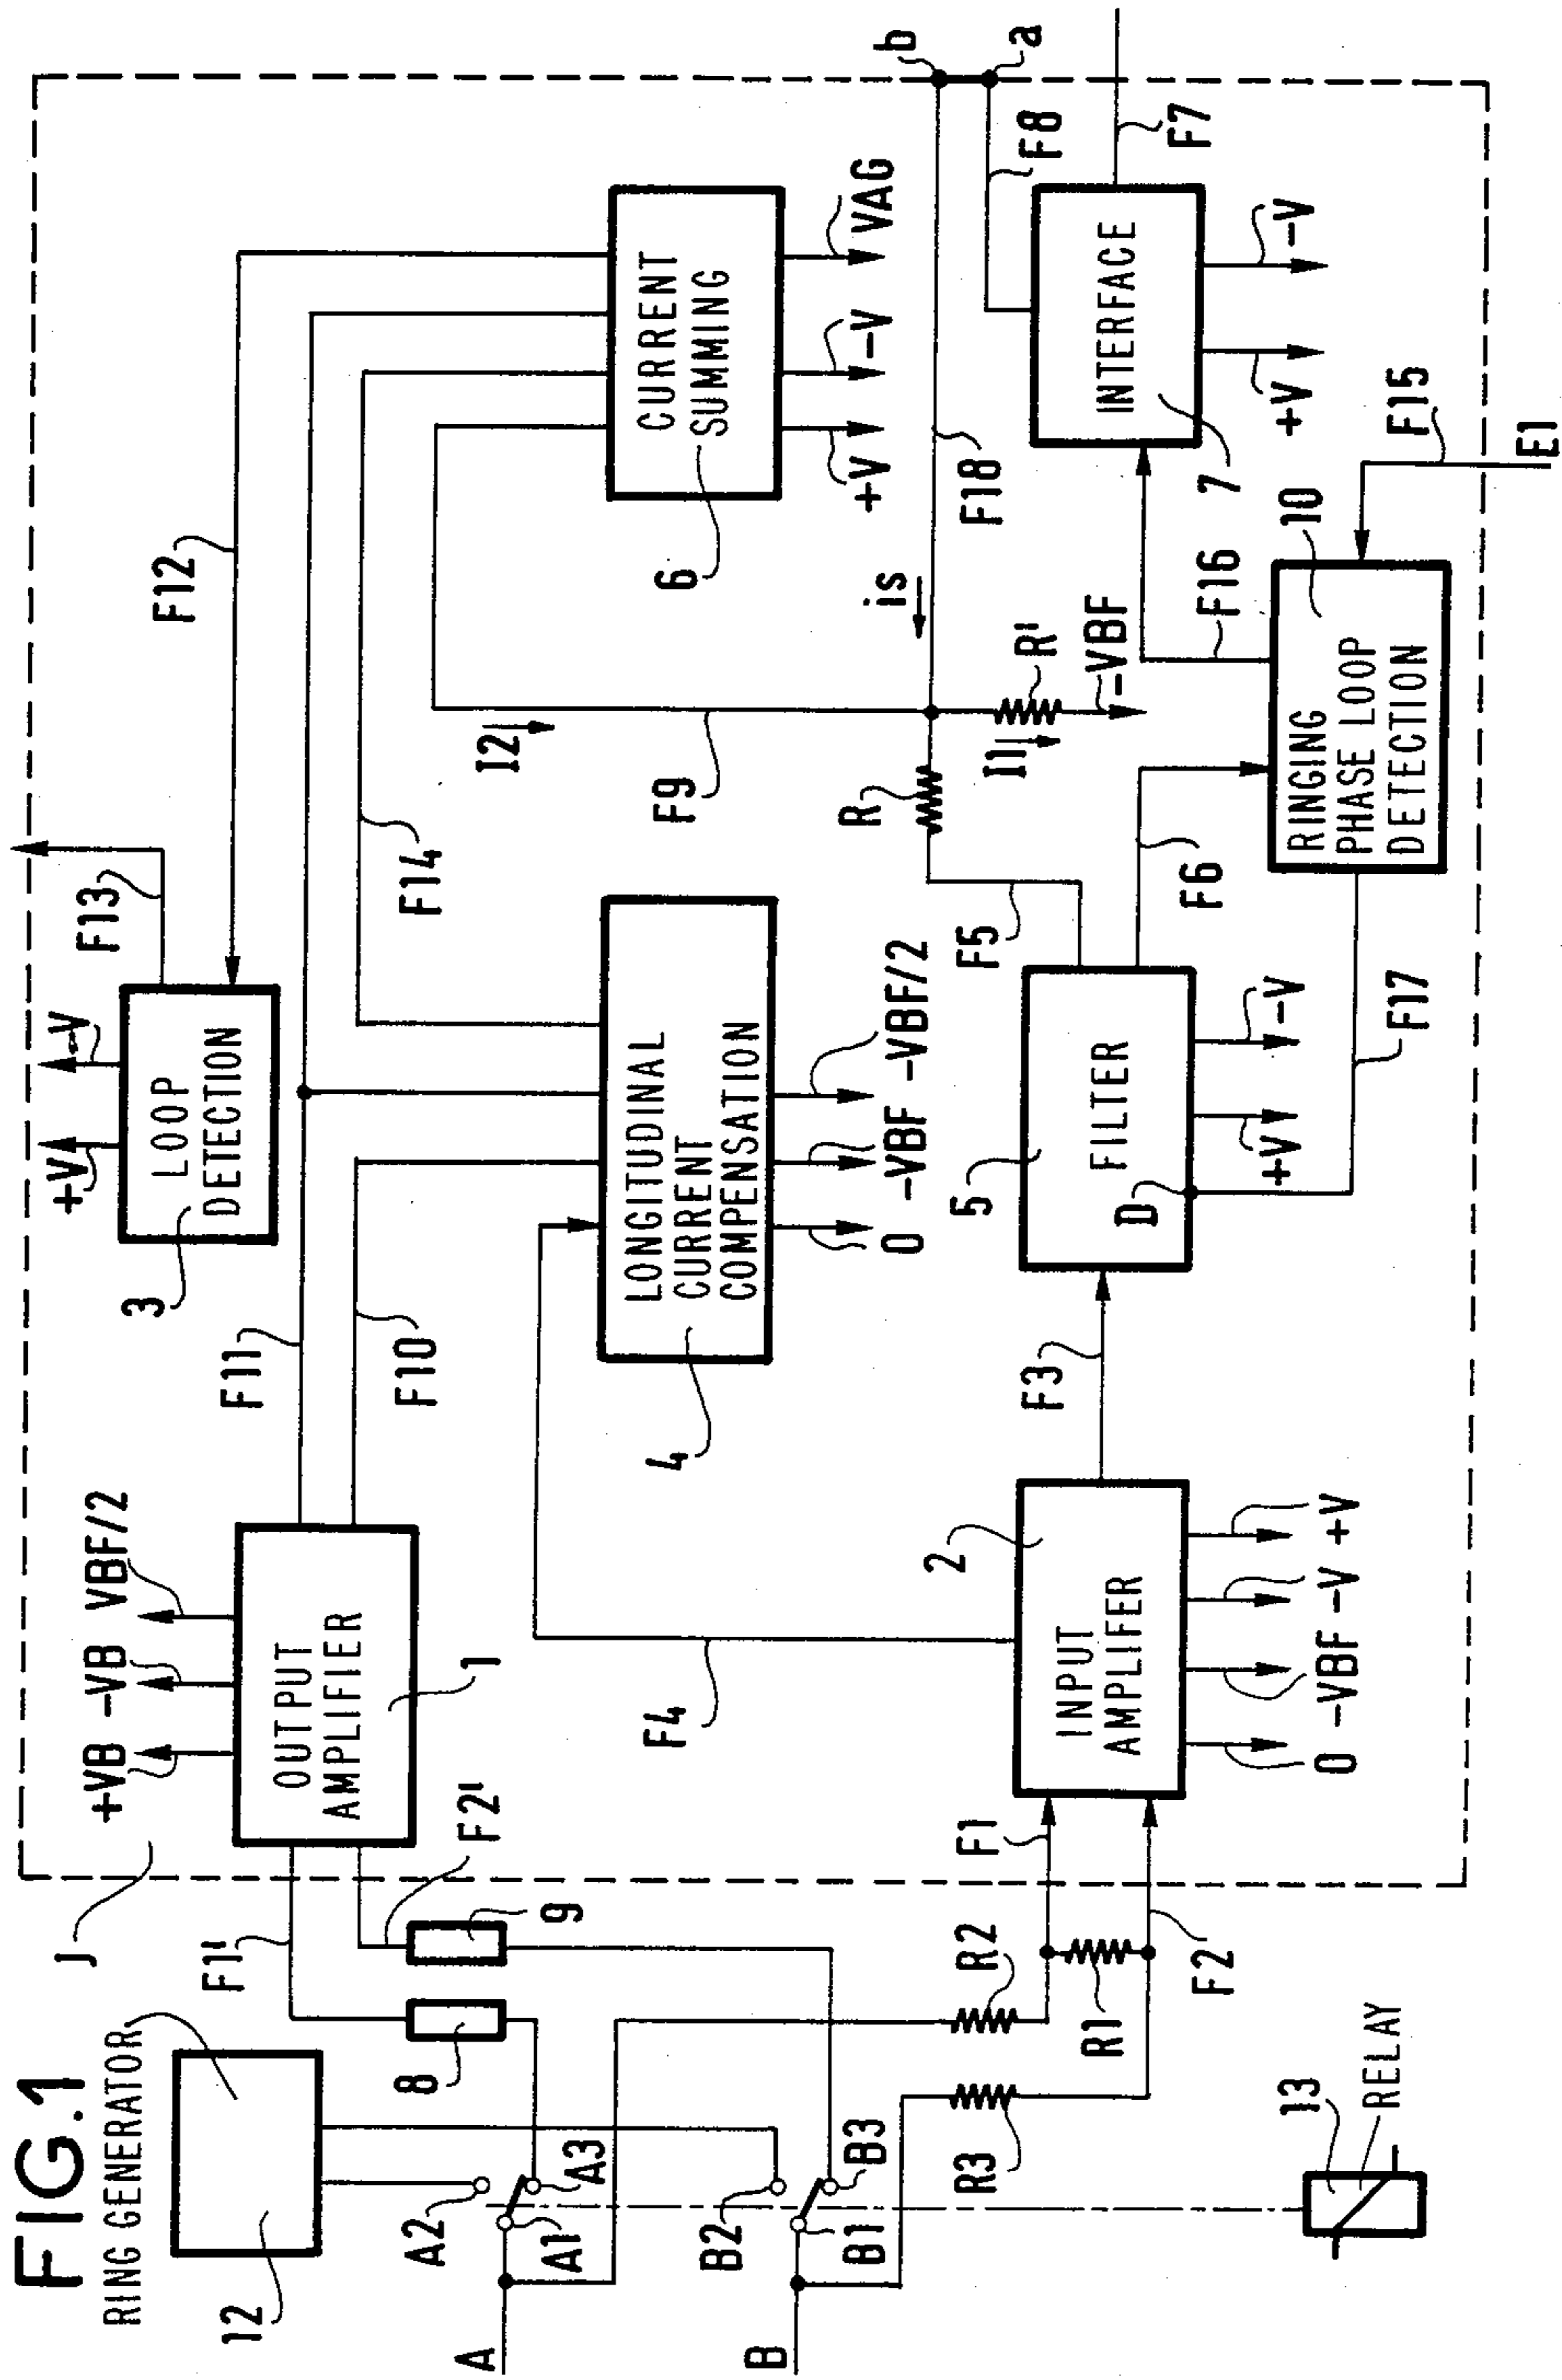 FIG.1
RING GENERATOR
12
A
B
A2
A1
A3
B2
B1
B3
8
9
F1'
F2'
J
R3
R2
R1
F1
F2
13
RELAY
+VB
-VB
VBF/2
OUTPUT
AMPLIFIER
1
F11
F10
F4
INPUT
AMPLIFER
2
0
-VBF
-V
+V
F3
3
LOOP
DETECTION
+V
-V
F13
F12
F14
LONGITUDINAL
CURRENT
COMPENSATION
4
0
-VBF
-VBF/2
5
FILTER
D
+V
-V
F5
F6
F17
R
I2
F9
R'
I1
-VBF
is
F18
CURRENT
SUMMING
6
+V
-V
VAG
RINGING
PHASE LOOP
DETECTION
10
F16
F15
E1
INTERFACE
7
+V
-V
F8
F7
b
a